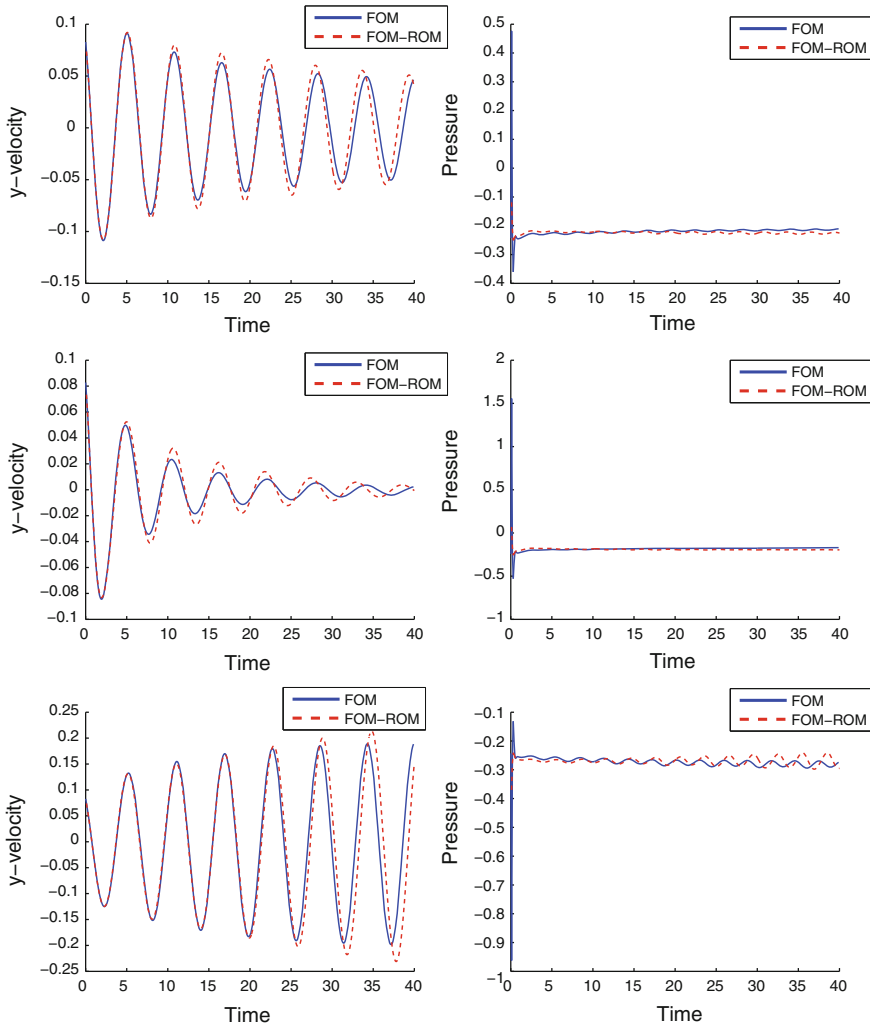 0.1
0.05
0
−0.05
−0.1
−0.15
y−velocity
0 5 10 15 20 25 30 35 40
Time
FOM
FOM−ROM
0.5
0.4
0.3
0.2
0.1
0
−0.1
−0.2
−0.3
−0.4
Pressure
0 5 10 15 20 25 30 35 40
Time
FOM
FOM−ROM
0.1
0.08
0.06
0.04
0.02
0
−0.02
−0.04
−0.06
−0.08
−0.1
y−velocity
0 5 10 15 20 25 30 35 40
Time
FOM
FOM−ROM
2
1.5
1
0.5
0
−0.5
−1
Pressure
0 5 10 15 20 25 30 35 40
Time
FOM
FOM−ROM
0.25
0.2
0.15
0.1
0.05
0
−0.05
−0.1
−0.15
−0.2
−0.25
y−velocity
0 5 10 15 20 25 30 35 40
Time
FOM
FOM−ROM
−0.1
−0.2
−0.3
−0.4
−0.5
−0.6
−0.7
−0.8
−0.9
−1
Pressure
0 5 10 15 20 25 30 35 40
Time
FOM
FOM−ROM